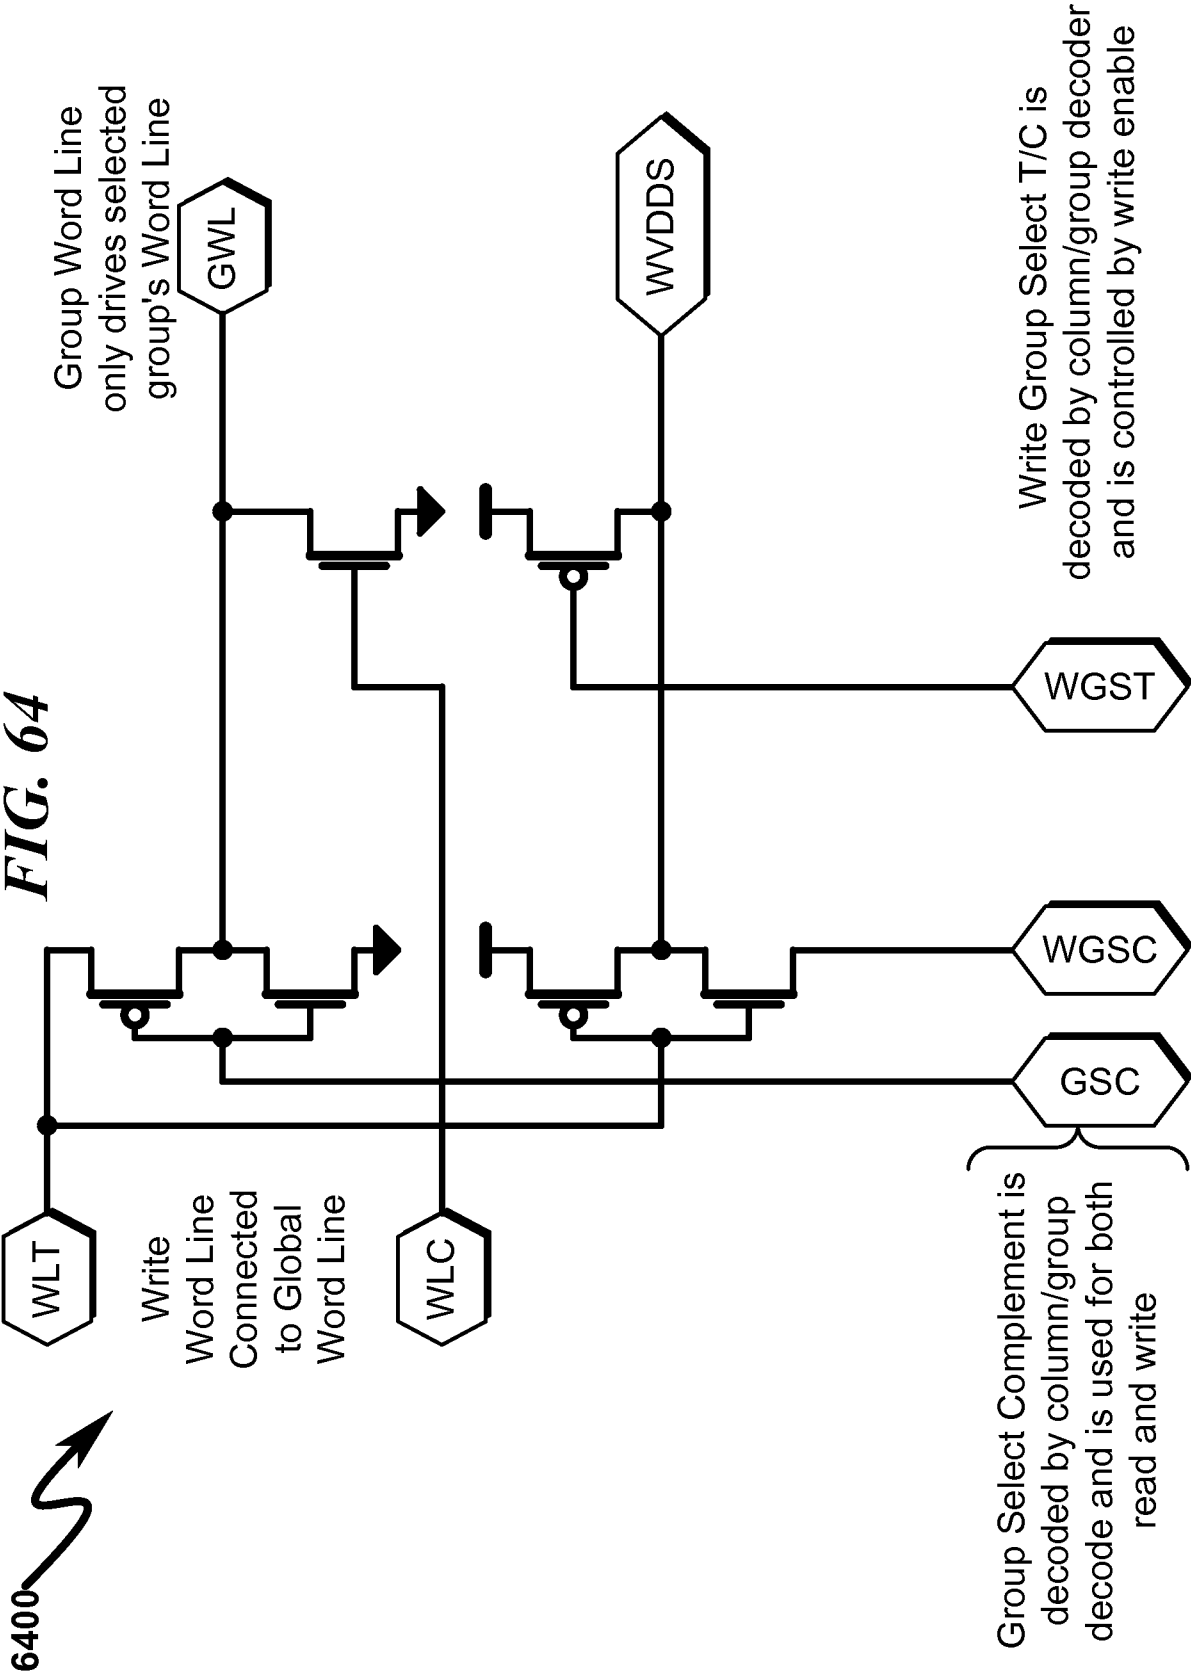 FIG. 64
6400
WLT
Write
Word Line
Connected
to Global
Word Line
WLC
Group Word Line
only drives selected
group's Word Line
GWL
WVDDS
Group Select Complement is
decoded by column/group
decode and is used for both
read and write
GSC
WGSC
WGST
Write Group Select T/C is
decoded by column/group decoder
and is controlled by write enable